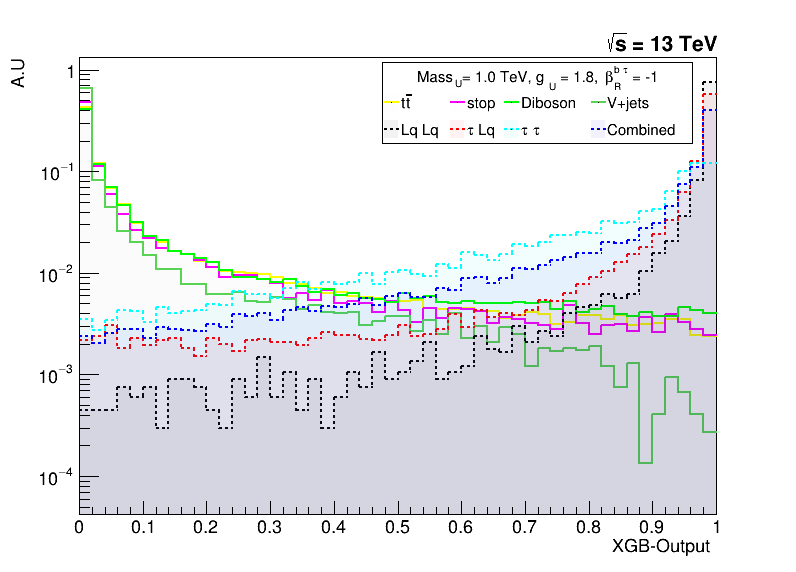 √s = 13 TeV
A.U
Mass_U = 1.0 TeV, g_U = 1.8, β_R^{b τ} = -1
tt̄ stop Diboson V+jets
Lq Lq τ Lq τ τ Combined
1
10⁻¹
10⁻²
10⁻³
10⁻⁴
0 0.1 0.2 0.3 0.4 0.5 0.6 0.7 0.8 0.9 1
XGB-Output